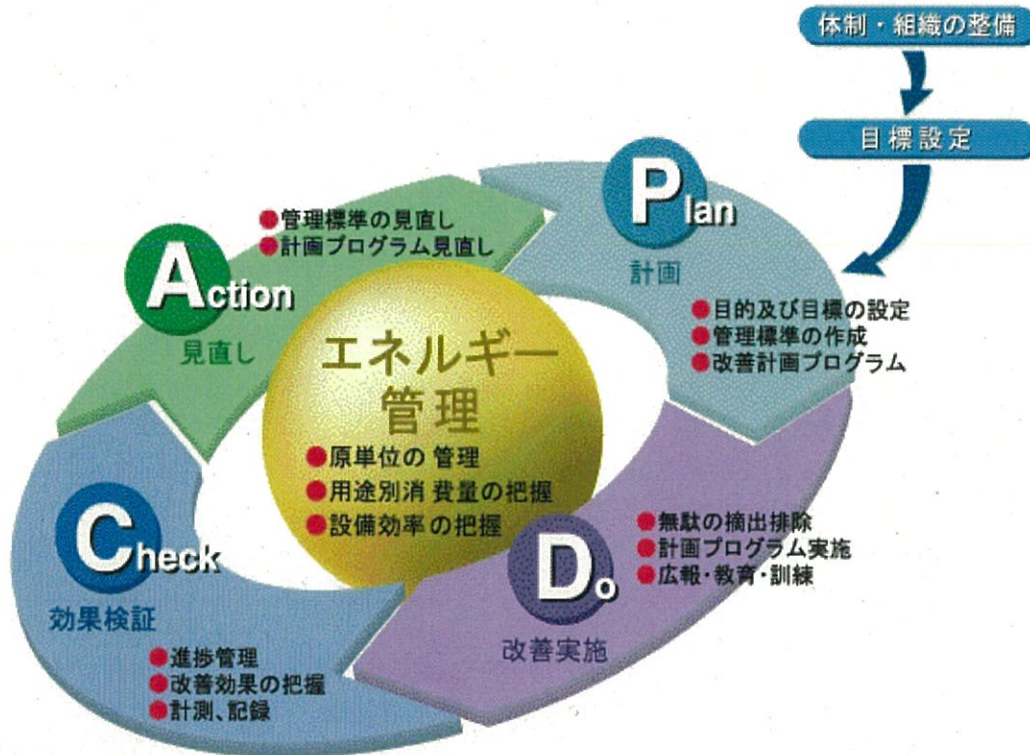 体制・組織の整備
目標設定
Plan
計画
●目的及び目標の設定
●管理標準の作成
●改善計画プログラム
Do
改善実施
●無駄の摘出排除
●計画プログラム実施
●広報・教育・訓練
Check
効果検証
●進捗管理
●改善効果の把握
●計測、記録
Action
見直し
●管理標準の見直し
●計画プログラム見直し
エネルギー
管理
●原単位の管理
●用途別消費量の把握
●設備効率の把握